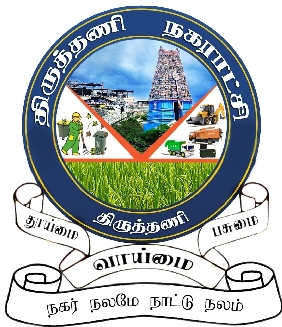 திருத்தணி நகராட்சி
திருத்தணி
தூய்மை
பசுமை
வாய்மை
நகர் நலமே நாட்டு நலம்